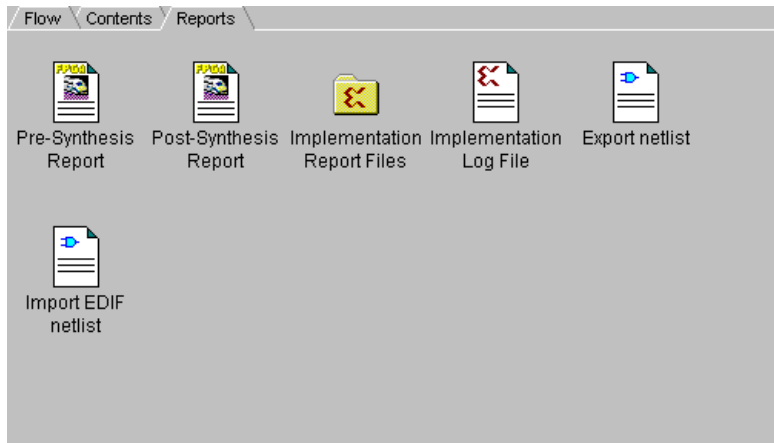 Flow Contents Reports
Pre-Synthesis Report
Post-Synthesis Report
Implementation Report Files
Implementation Log File
Export netlist
Import EDIF
netlist